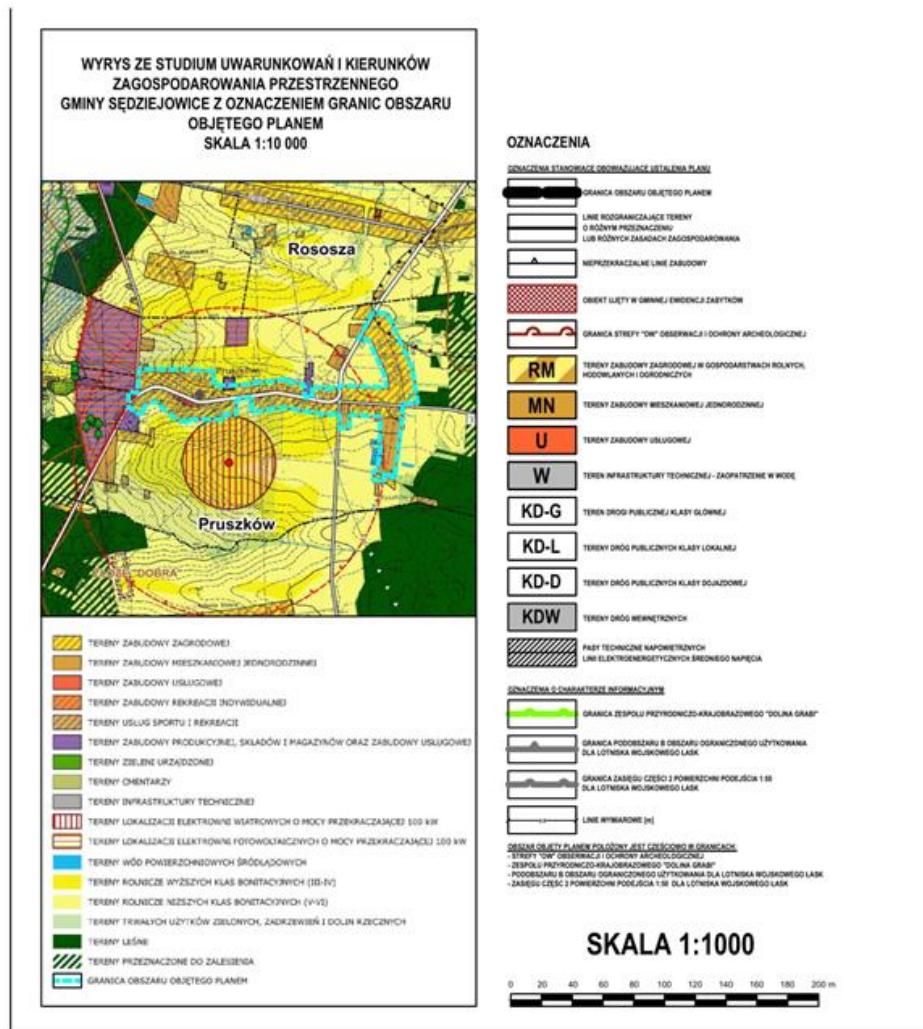 WYRYS ZE STUDIUM UWARUNKOWAŃ I KIERUNKÓW
ZAGOSPODAROWANIA PRZESTRZENNEGO
GMINY SĘDZIEJOWICE Z OZNACZENIEM GRANIC OBSZARU
OBJĘTEGO PLANEM
SKALA 1:10 000
Rososza
Pruszków
DOBRA"
TERENY ZABUDOWY ZAGRODOWEJ
TERENY ZABUDOWY MIESZKANIOWEJ JEDNORODZINNEJ
TERENY ZABUDOWY USŁUGOWEJ
TERENY ZABUDOWY REKREACJI INDYWIDUALNEJ
TERENY USŁUG SPORTU I REKREACJI
TERENY ZABUDOWY PRODUKCYJNEJ, SKŁADÓW I MAGAZYNÓW ORAZ ZABUDOWY USŁUGOWEJ
TERENY ZIELENI URZĄDZONEJ
TERENY CMENTARZY
TERENY INFRASTRUKTURY TECHNICZNEJ
TERENY LOKALIZACJI ELEKTROWNI WIATROWYCH O MOCY PRZEKRACZAJĄCEJ 100 kW
TERENY LOKALIZACJI ELEKTROWNI FOTOWOLTAICZNYCH O MOCY PRZEKRACZAJĄCEJ 100 kW
TERENY WÓD POWIERZCHNIOWYCH ŚRÓDLĄDOWYCH
TERENY ROLNICZE WYŻSZYCH KLAS BONITACYJNYCH (III-IV)
TERENY ROLNICZE NIŻSZYCH KLAS BONITACYJNYCH (V-VI)
TERENY TRWAŁYCH UŻYTKÓW ZIELONYCH, ZADRZEWIEŃ I DOLIN RZECZNYCH
TERENY LEŚNE
TERENY PRZEZNACZONE DO ZALESIENIA
GRANICA OBSZARU OBJĘTEGO PLANEM
OZNACZENIA
OZNACZENIA STANOWIĄCE OBOWIĄZUJĄCE USTALENIA PLANU
GRANICA OBSZARU OBJĘTEGO PLANEM
LINIE ROZGRANICZAJĄCE TERENY
O RÓŻNYM PRZEZNACZENIU
LUB RÓŻNYCH ZASADACH ZAGOSPODAROWANIA
NIEPRZEKRACZALNE LINIE ZABUDOWY
OBIEKT UJĘTY W GMINNEJ EWIDENCJI ZABYTKÓW
GRANICA STREFY "OW" OBSERWACJI I OCHRONY ARCHEOLOGICZNEJ
RM TERENY ZABUDOWY ZAGRODOWEJ W GOSPODARSTWACH ROLNYCH,
HODOWLANYCH I OGRODNICZYCH
MN TERENY ZABUDOWY MIESZKANIOWEJ JEDNORODZINNEJ
U TERENY ZABUDOWY USŁUGOWEJ
W TEREN INFRASTRUKTURY TECHNICZNEJ - ZAOPATRZENIE W WODĘ
KD-G TEREN DROGI PUBLICZNEJ KLASY GŁÓWNEJ
KD-L TERENY DRÓG PUBLICZNYCH KLASY LOKALNEJ
KD-D TERENY DRÓG PUBLICZNYCH KLASY DOJAZDOWEJ
KDW TERENY DRÓG WEWNĘTRZNYCH
PASY TECHNICZNE NAPOWIETRZNYCH
LINII ELEKTROENERGETYCZNYCH ŚREDNIEGO NAPIĘCIA
OZNACZENIA O CHARAKTERZE INFORMACYJNYM
GRANICA ZESPOŁU PRZYRODNICZO-KRAJOBRAZOWEGO "DOLINA GRABI"
GRANICA PODOBSZARU B OBSZARU OGRANICZONEGO UŻYTKOWANIA
DLA LOTNISKA WOJSKOWEGO ŁASK
GRANICA ZASIĘGU CZĘŚCI 2 POWIERZCHNI PODEJŚCIA 1:50
DLA LOTNISKA WOJSKOWEGO ŁASK
LINIE WYMIAROWE [m]
OBSZAR OBJĘTY PLANEM POŁOŻONY JEST CZĘŚCIOWO W GRANICACH:
- STREFY "OW" OBSERWACJI I OCHRONY ARCHEOLOGICZNEJ
- ZESPOŁU PRZYRODNICZO-KRAJOBRAZOWEGO "DOLINA GRABI"
- PODOBSZARU B OBSZARU OGRANICZONEGO UŻYTKOWANIA DLA LOTNISKA WOJSKOWEGO ŁASK
- ZASIĘGU CZĘŚCI 2 POWIERZCHNI PODEJŚCIA 1:50 DLA LOTNISKA WOJSKOWEGO ŁASK
SKALA 1:1000
0 20 40 60 80 100 120 140 160 180 200 m